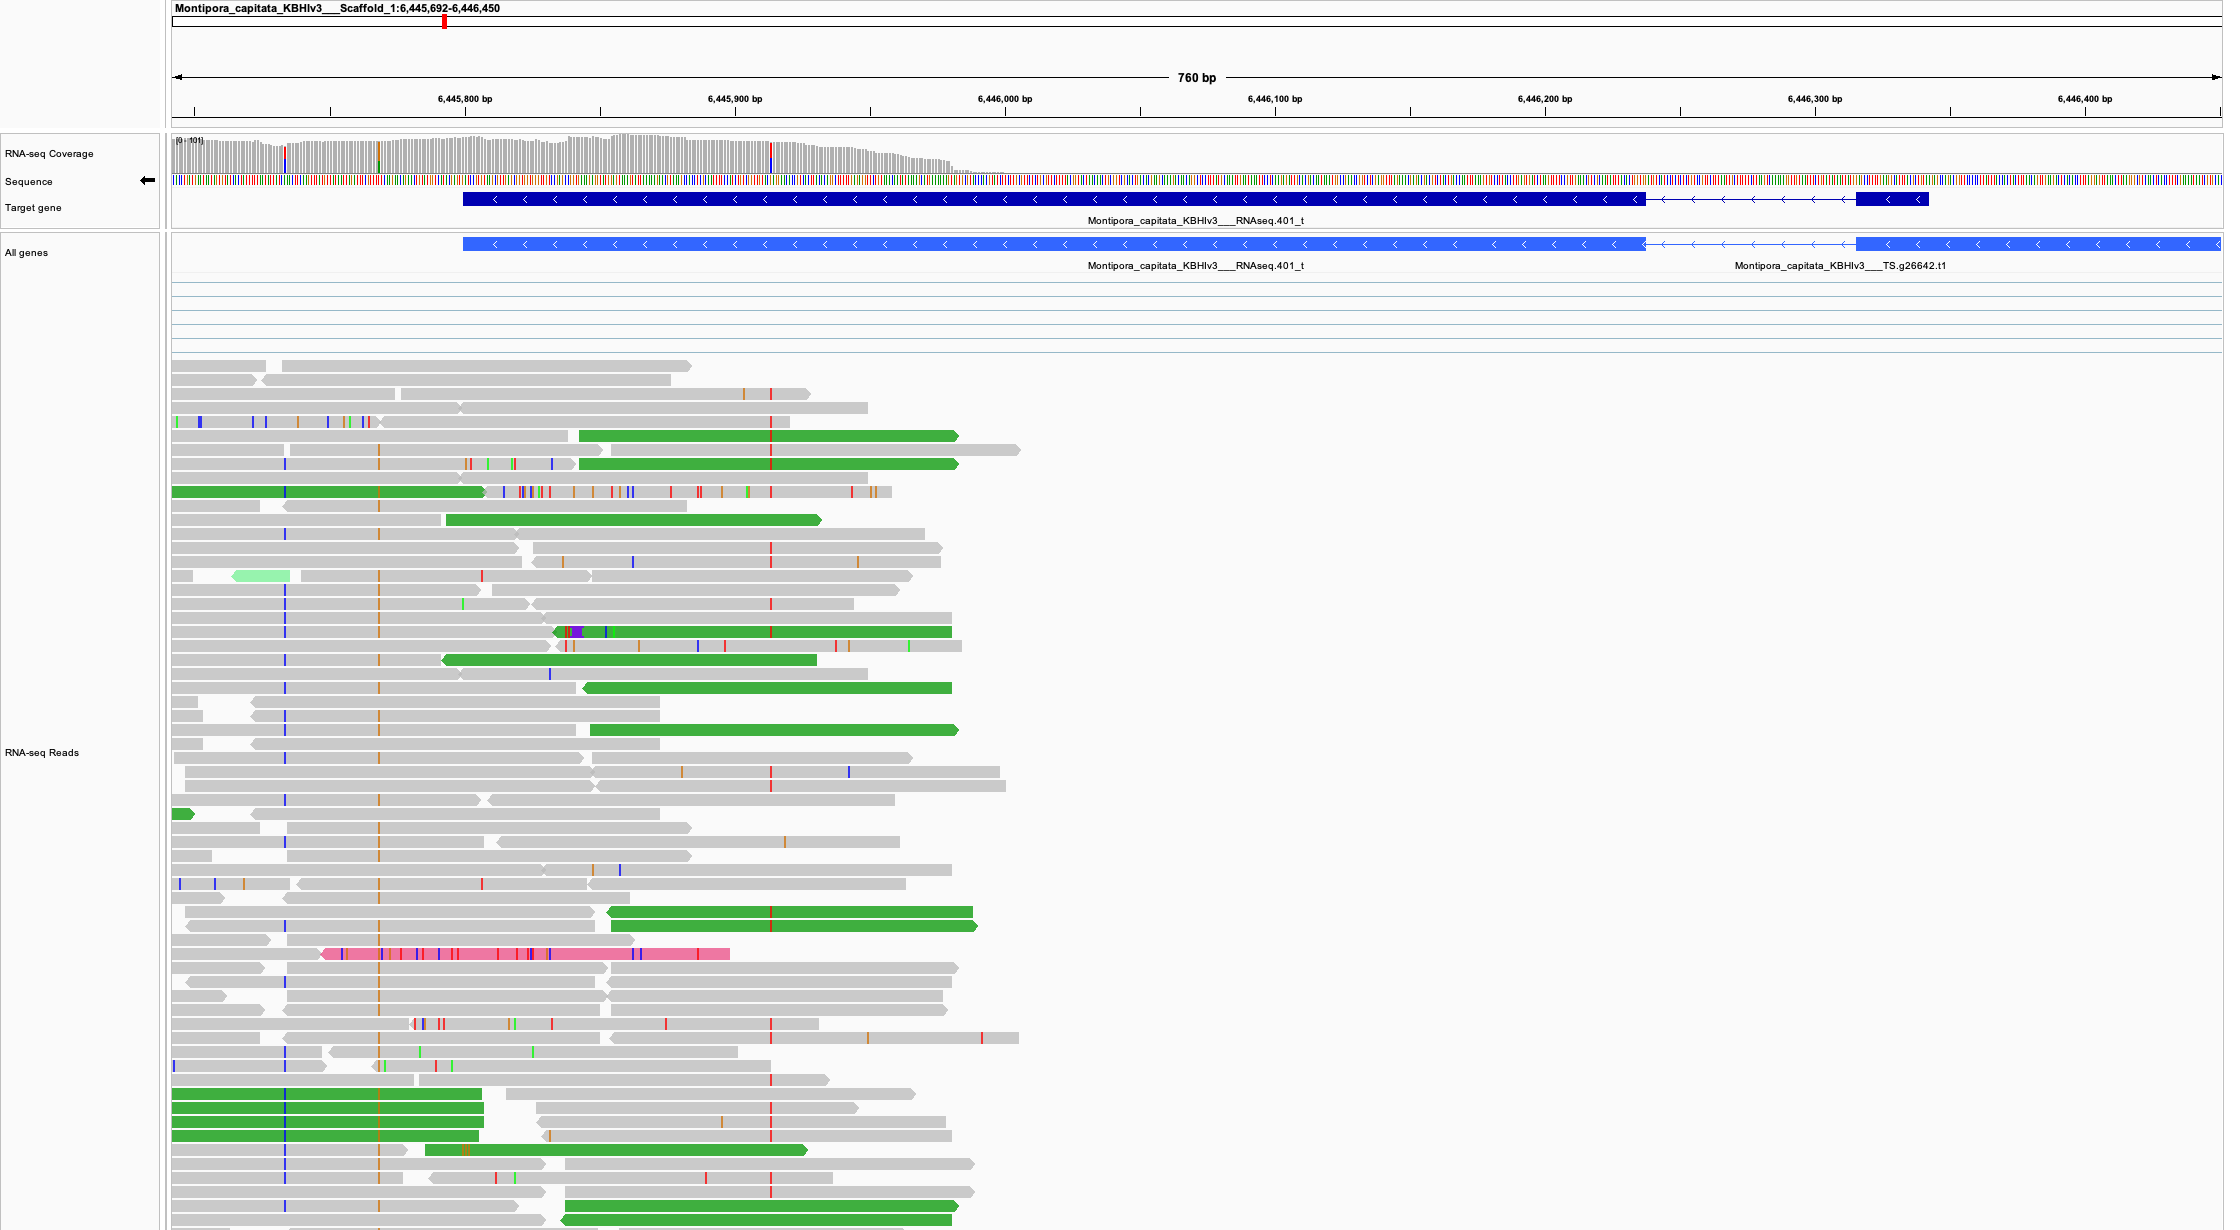 Montipora_capitata_KBHIv3___Scaffold_1:6,445,692-6,446,450
760 bp
6,445,800 bp 6,445,900 bp 6,446,000 bp 6,446,100 bp 6,446,200 bp 6,446,300 bp 6,446,400 bp
[0 - 101]
RNA-seq Coverage
Sequence
Target gene
Montipora_capitata_KBHIv3___RNAseq.401_t
All genes
Montipora_capitata_KBHIv3___RNAseq.401_t Montipora_capitata_KBHIv3___TS.g26642.t1
RNA-seq Reads